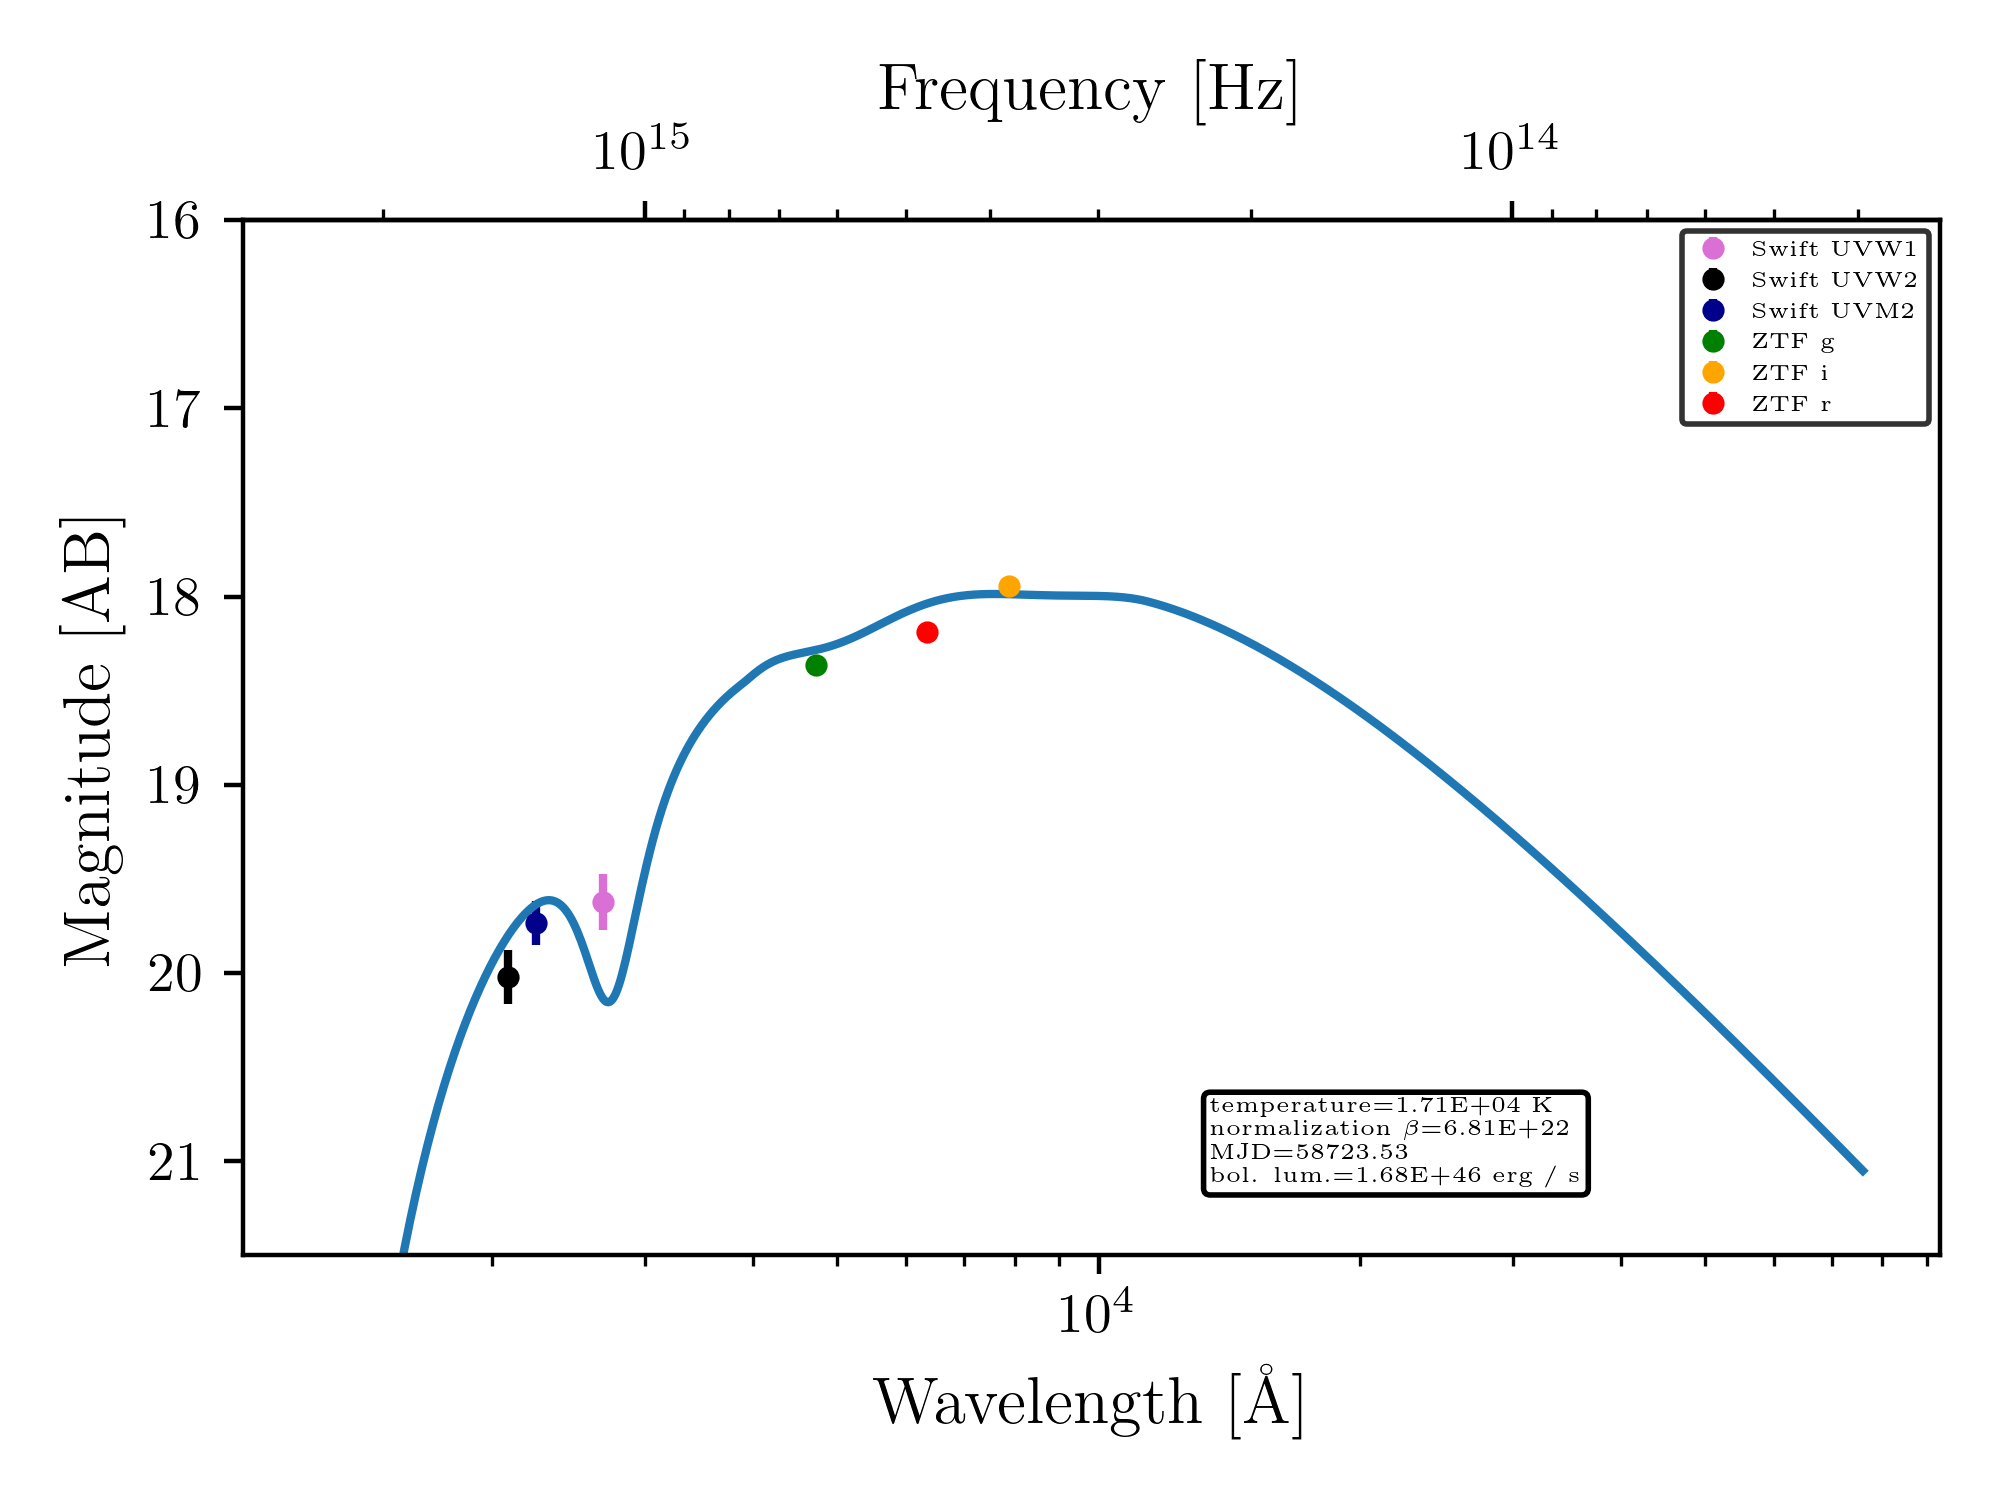 Frequency [Hz]
10^15 10^14
16
17
18
19
20
21
Magnitude [AB]
Swift UVW1
Swift UVW2
Swift UVM2
ZTF g
ZTF i
ZTF r
temperature=1.71E+04 K
normalization β=6.81E+22
MJD=58723.53
bol. lum.=1.68E+46 erg / s
10^4
Wavelength [Å]